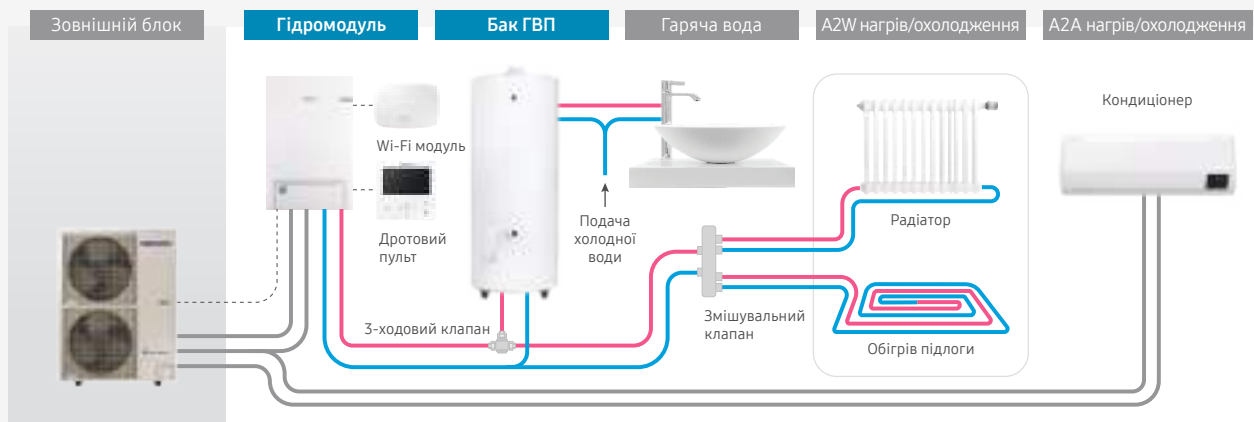 Зовнішній блок
Гідромодуль
Бак ГВП
Гаряча вода
A2W нагрів/охолодження
A2A нагрів/охолодження
Wi-Fi модуль
Дротовий
пульт
Подача
холодної
води
3-ходовий клапан
Змішувальний
клапан
Радіатор
Обігрів підлоги
Кондиціонер